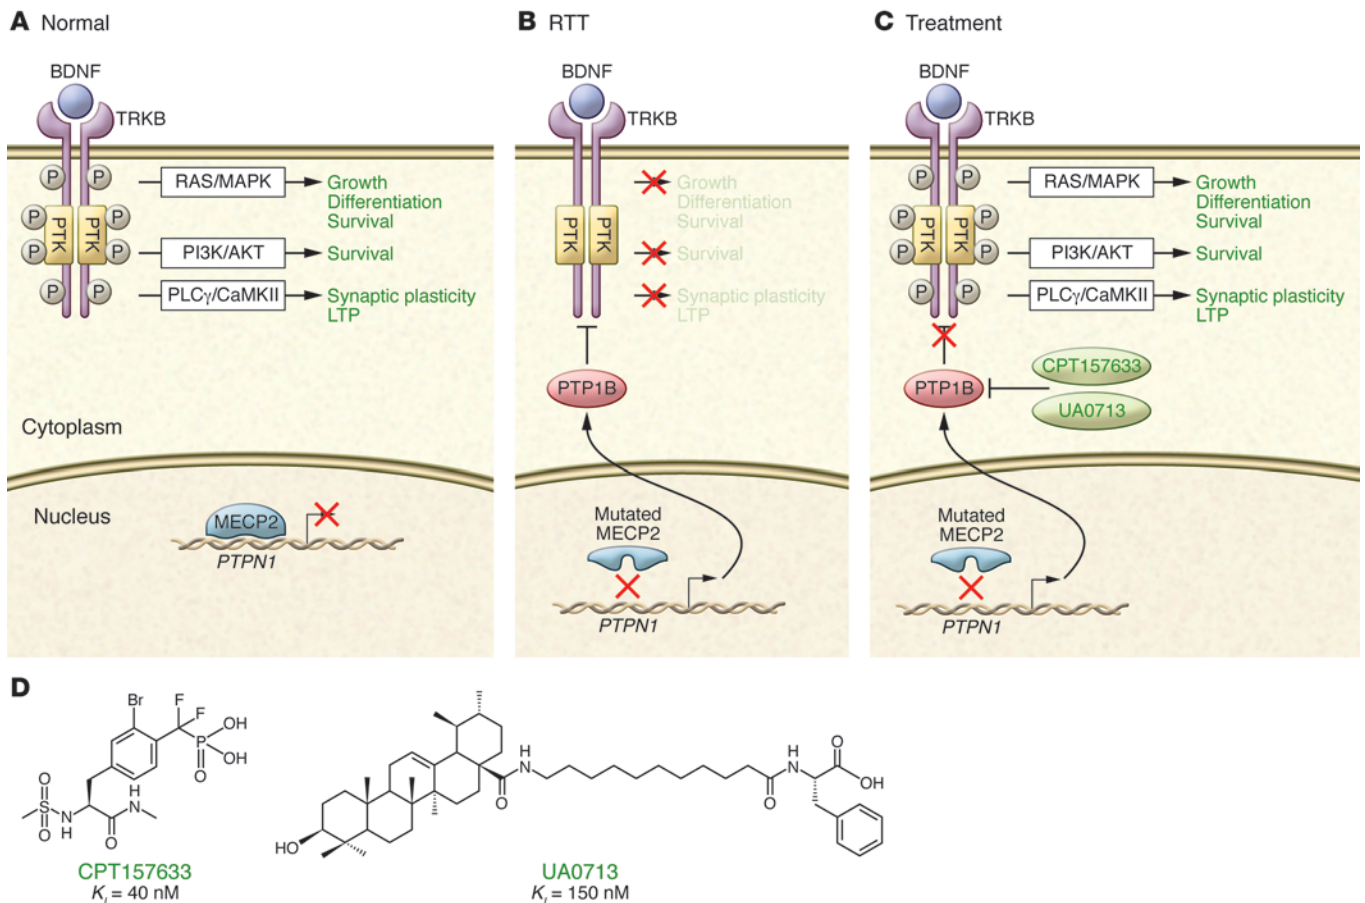 A Normal
BDNF
TRKB
P
P
RAS/MAPK
Growth
Differentiation
Survival
P
P
PTK
PTK
P
P
PI3K/AKT
Survival
P
P
PLCγ/CaMKII
Synaptic plasticity
LTP
Cytoplasm
Nucleus
MECP2
PTPN1
B RTT
BDNF
TRKB
Growth
Differentiation
Survival
PTK
PTK
Survival
Synaptic plasticity
LTP
PTP1B
Mutated
MECP2
PTPN1
C Treatment
BDNF
TRKB
P
P
RAS/MAPK
Growth
Differentiation
Survival
P
P
PTK
PTK
P
P
PI3K/AKT
Survival
P
P
PLCγ/CaMKII
Synaptic plasticity
LTP
CPT157633
PTP1B
UA0713
Mutated
MECP2
PTPN1
D
Br
F
F
OH
P
OH
O
O
S
O
N
H
H
N
O
CPT157633
Ki = 40 nM
HO
H
N
O
O
H
N
O
OH
UA0713
Ki = 150 nM